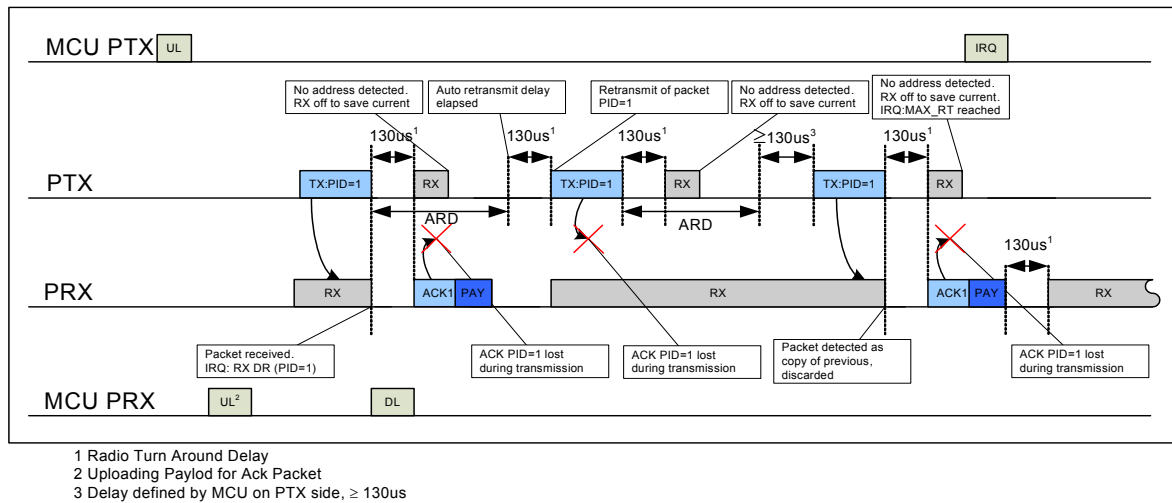 MCU PTX
UL
IRQ
No address detected.
RX off to save current
Auto retransmit delay
elapsed
Retransmit of packet
PID=1
No address detected.
RX off to save current
No address detected.
RX off to save current.
IRQ:MAX_RT reached
130us1
130us1
130us1
≥130us3
130us1
PTX
TX:PID=1
RX
TX:PID=1
RX
TX:PID=1
RX
ARD
ARD
130us1
PRX
RX
ACK1
PAY
RX
ACK1
PAY
RX
Packet received.
IRQ: RX DR (PID=1)
ACK PID=1 lost
during transmission
ACK PID=1 lost
during transmission
Packet detected as
copy of previous,
discarded
ACK PID=1 lost
during transmission
MCU PRX
UL2
DL
1 Radio Turn Around Delay
2 Uploading Paylod for Ack Packet
3 Delay defined by MCU on PTX side, ≥ 130us